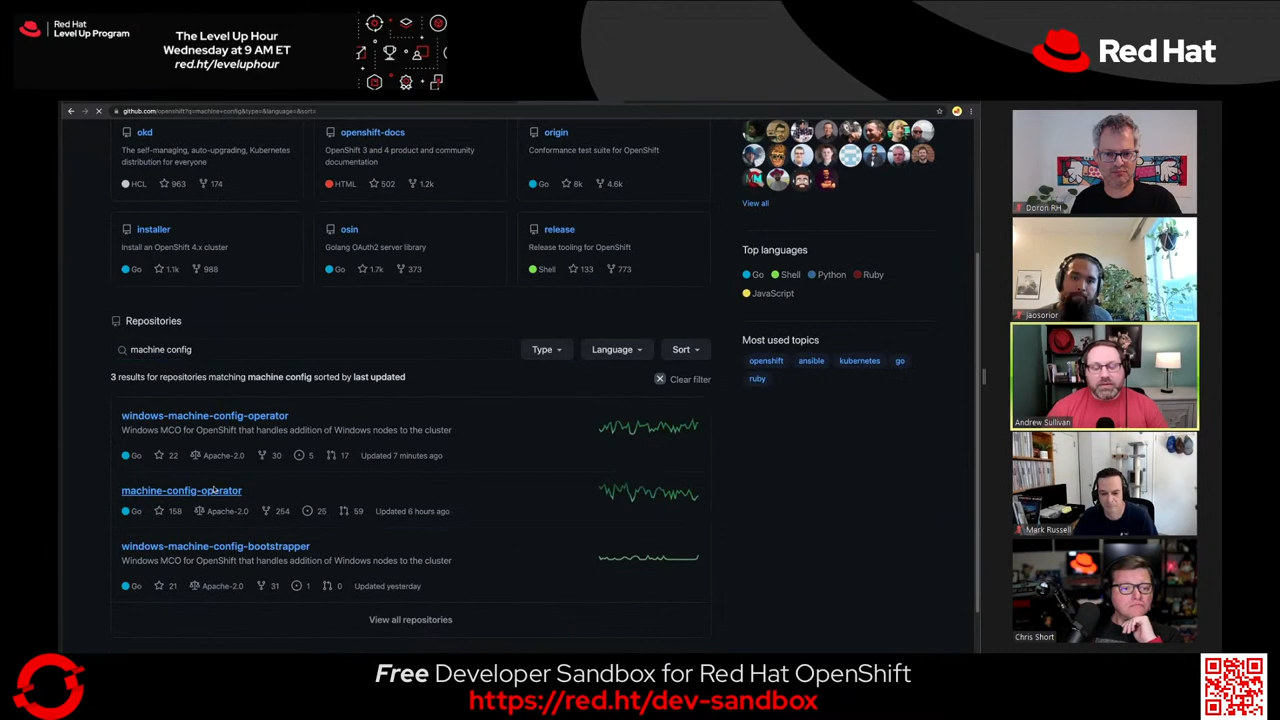 Red Hat
Level Up Program
The Level Up Hour
Wednesday at 9 AM ET
red.ht/leveluphour
Red Hat
github.com/openshift?q=machine+config&type=&language=&sort=
okd
The self-managing, auto-upgrading, Kubernetes
distribution for everyone
HCL 963 174
openshift-docs
OpenShift 3 and 4 product and community
documentation
HTML 502 1.2k
origin
Conformance test suite for OpenShift
Go 8k 4.6k
installer
Install an OpenShift 4.x cluster
Go 1.1k 988
osin
Golang OAuth2 server library
Go 1.7k 373
release
Release tooling for OpenShift
Shell 133 773
View all
Top languages
Go Shell Python Ruby
JavaScript
Most used topics
openshift ansible kubernetes go
ruby
Repositories
machine config
Type Language Sort
3 results for repositories matching machine config sorted by last updated
Clear filter
windows-machine-config-operator
Windows MCO for OpenShift that handles addition of Windows nodes to the cluster
Go 22 Apache-2.0 30 5 17 Updated 7 minutes ago
machine-config-operator
Go 158 Apache-2.0 254 25 59 Updated 6 hours ago
windows-machine-config-bootstrapper
Windows MCO for OpenShift that handles addition of Windows nodes to the cluster
Go 21 Apache-2.0 31 1 0 Updated yesterday
View all repositories
Doron RH
jaosorior
Andrew Sullivan
Mark Russell
Chris Short
Free Developer Sandbox for Red Hat OpenShift
https://red.ht/dev-sandbox